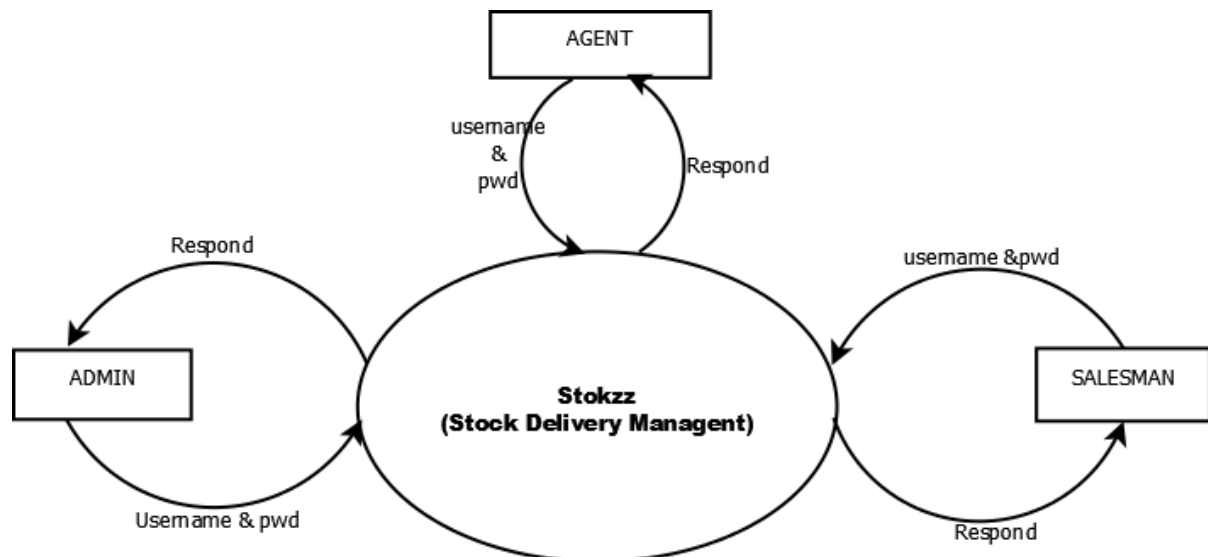 AGENT
username
&
pwd
Respond
Respond
username &pwd
ADMIN
SALESMAN
Stokzz
(Stock Delivery Managent)
Username & pwd
Respond